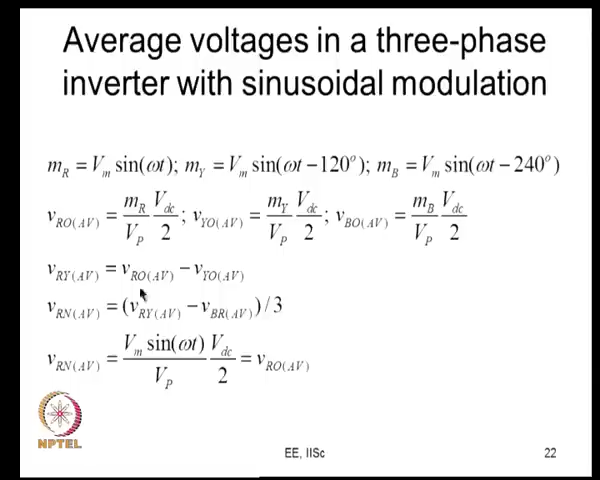 Average voltages in a three-phase
inverter with sinusoidal modulation
m_R = V_m sin(ωt); m_Y = V_m sin(ωt − 120°); m_B = V_m sin(ωt − 240°)
v_RO(AV) = (m_R / V_P) (V_dc / 2); v_YO(AV) = (m_Y / V_P) (V_dc / 2); v_BO(AV) = (m_B / V_P) (V_dc / 2)
v_RY(AV) = v_RO(AV) − v_YO(AV)
v_RN(AV) = (v_RY(AV) − v_BR(AV)) / 3
v_RN(AV) = (V_m sin(ωt) / V_P) (V_dc / 2) = v_RO(AV)
NPTEL
EE, IISc
22